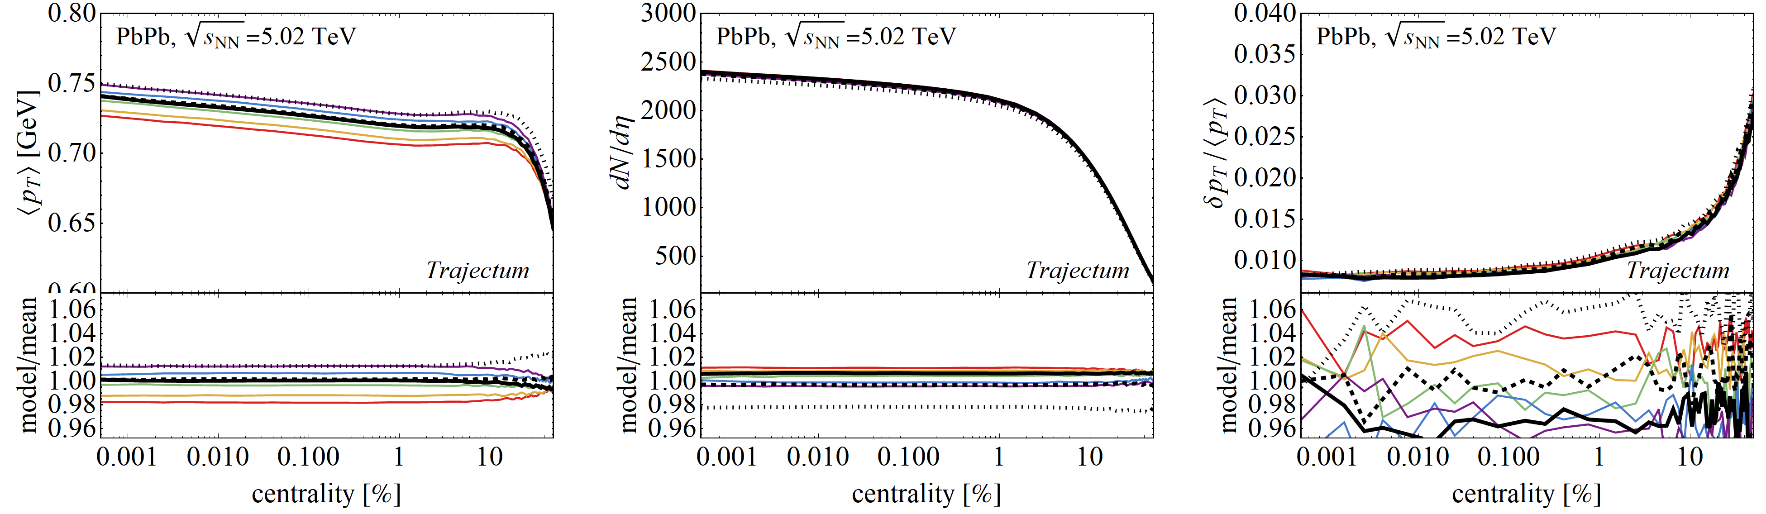 0.80
0.75
0.70
0.65
0.60
⟨p_T⟩ [GeV]
PbPb, √s_NN =5.02 TeV
Trajectum
1.06
1.04
1.02
1.00
0.98
0.96
model/mean
0.001 0.010 0.100 1 10
centrality [%]
3000
2500
2000
1500
1000
500
dN/dη
PbPb, √s_NN =5.02 TeV
Trajectum
1.06
1.04
1.02
1.00
0.98
0.96
model/mean
0.001 0.010 0.100 1 10
centrality [%]
0.040
0.035
0.030
0.025
0.020
0.015
0.010
δp_T/⟨p_T⟩
PbPb, √s_NN =5.02 TeV
Trajectum
1.06
1.04
1.02
1.00
0.98
0.96
model/mean
0.001 0.010 0.100 1 10
centrality [%]